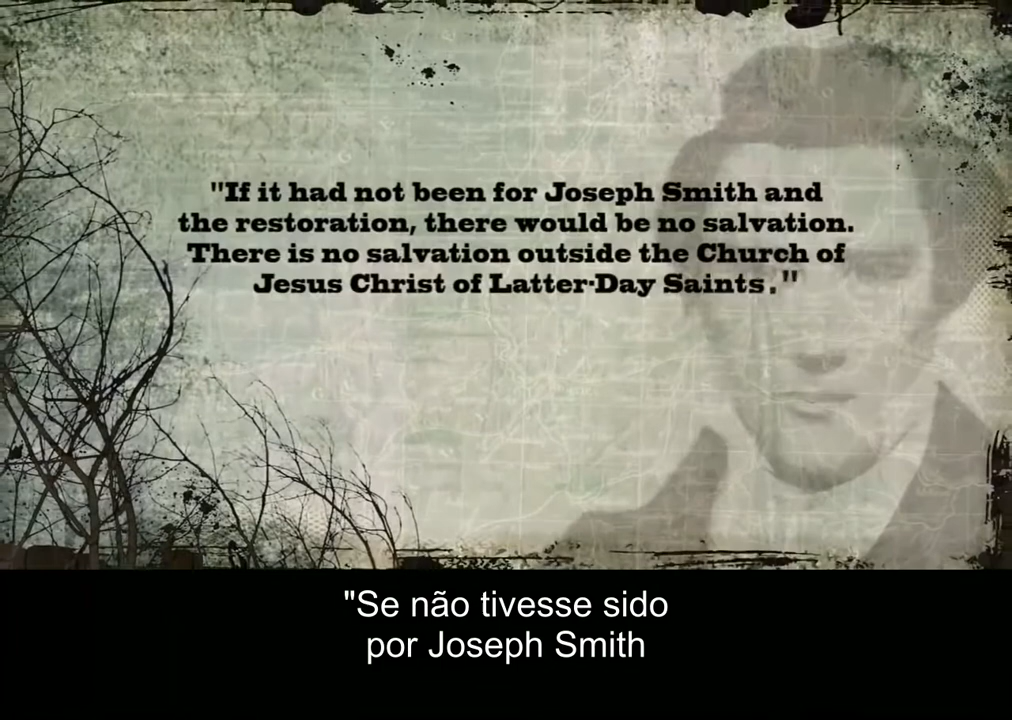 "If it had not been for Joseph Smith and
the restoration, there would be no salvation.
There is no salvation outside the Church of
Jesus Christ of Latter-Day Saints."
"Se não tivesse sido
por Joseph Smith